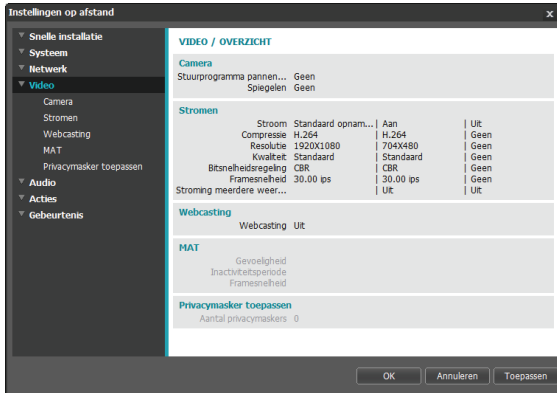 Instellingen op afstand x
Snelle installatie
Systeem
Netwerk
Video
Camera
Stromen
Webcasting
MAT
Privacymasker toepassen
Audio
Acties
Gebeurtenis
VIDEO / OVERZICHT
Camera
Stuurprogramma pannen... Geen
Spiegelen Geen
Stromen
Stroom Standaard opnam... | Aan | Uit
Compressie H.264 | H.264 | Geen
Resolutie 1920X1080 | 704X480 | Geen
Kwaliteit Standaard | Standaard | Geen
Bitsnelheidsregeling CBR | CBR | Geen
Framesnelheid 30.00 ips | 30.00 ips | Geen
Stroming meerdere weer... | Uit | Uit
Webcasting
Webcasting Uit
MAT
Gevoeligheid
Inactiviteitsperiode
Framesnelheid
Privacymasker toepassen
Aantal privacymaskers 0
OK Annuleren Toepassen